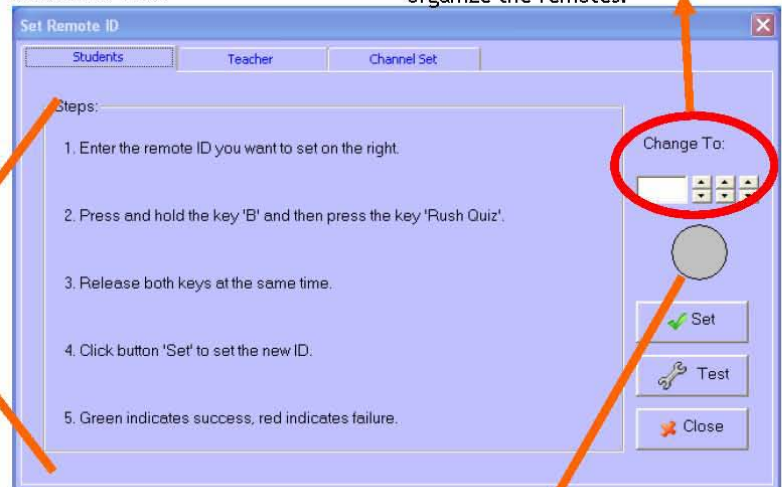 organize the remotes.
Set Remote ID
Students
Teacher
Channel Set
Steps:
1. Enter the remote ID you want to set on the right.
2. Press and hold the key 'B' and then press the key 'Rush Quiz'.
3. Release both keys at the same time.
4. Click button 'Set' to set the new ID.
5. Green indicates success, red indicates failure.
Change To:
Set
Test
Close